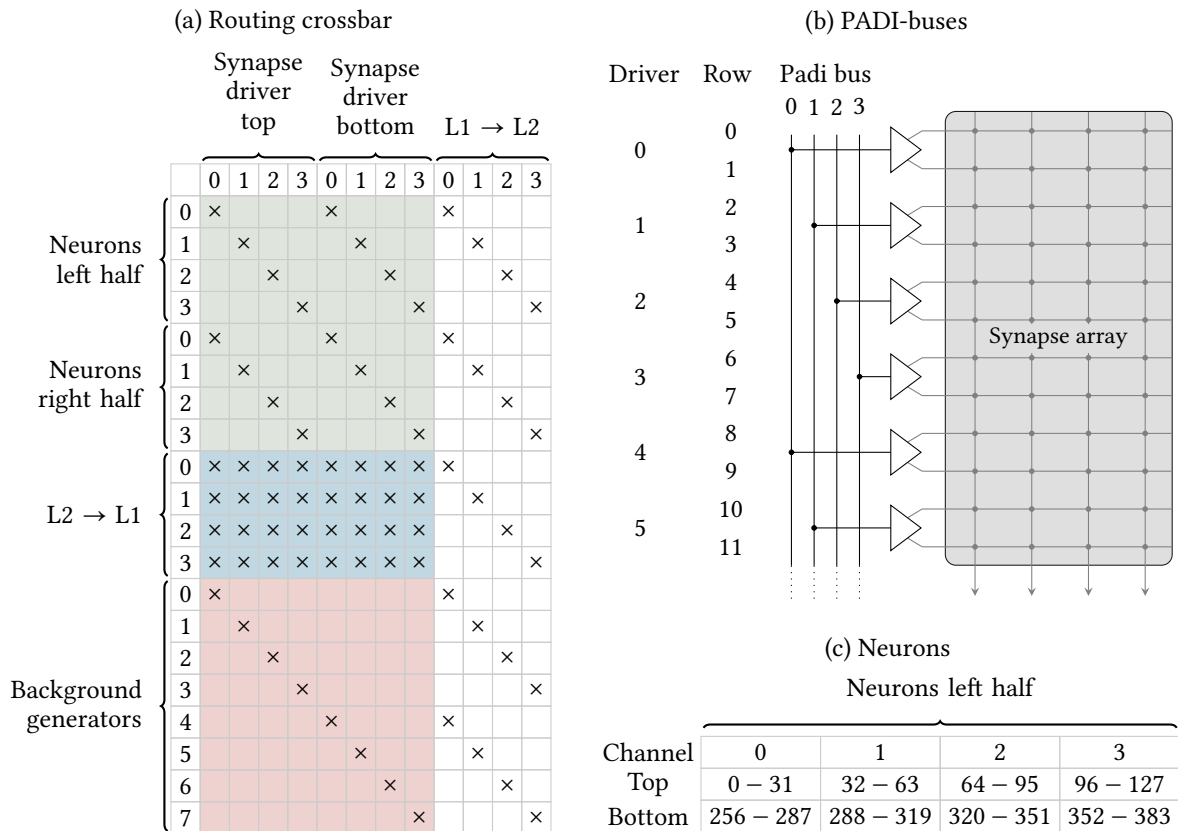 (a) Routing crossbar
Synapse
driver
top
Synapse
driver
bottom
L1 → L2
0 1 2 3 0 1 2 3 0 1 2 3
Neurons
left half
0 × × ×
1 × × ×
2 × × ×
3 × × ×
Neurons
right half
0 × × ×
1 × × ×
2 × × ×
3 × × ×
L2 → L1
0 × × × × × × × × ×
1 × × × × × × × × ×
2 × × × × × × × × ×
3 × × × × × × × × ×
Background
generators
0 × ×
1 × ×
2 × ×
3 × ×
4 × ×
5 × ×
6 × ×
7 × ×
(b) PADI-buses
Driver Row Padi bus
0 1 2 3
0
0
1
2
1
3
4
2
5
Synapse array
6
3
7
8
4
9
10
5
11
(c) Neurons
Neurons left half
Channel 0 1 2 3
Top 0 – 31 32 – 63 64 – 95 96 – 127
Bottom 256 – 287 288 – 319 320 – 351 352 – 383